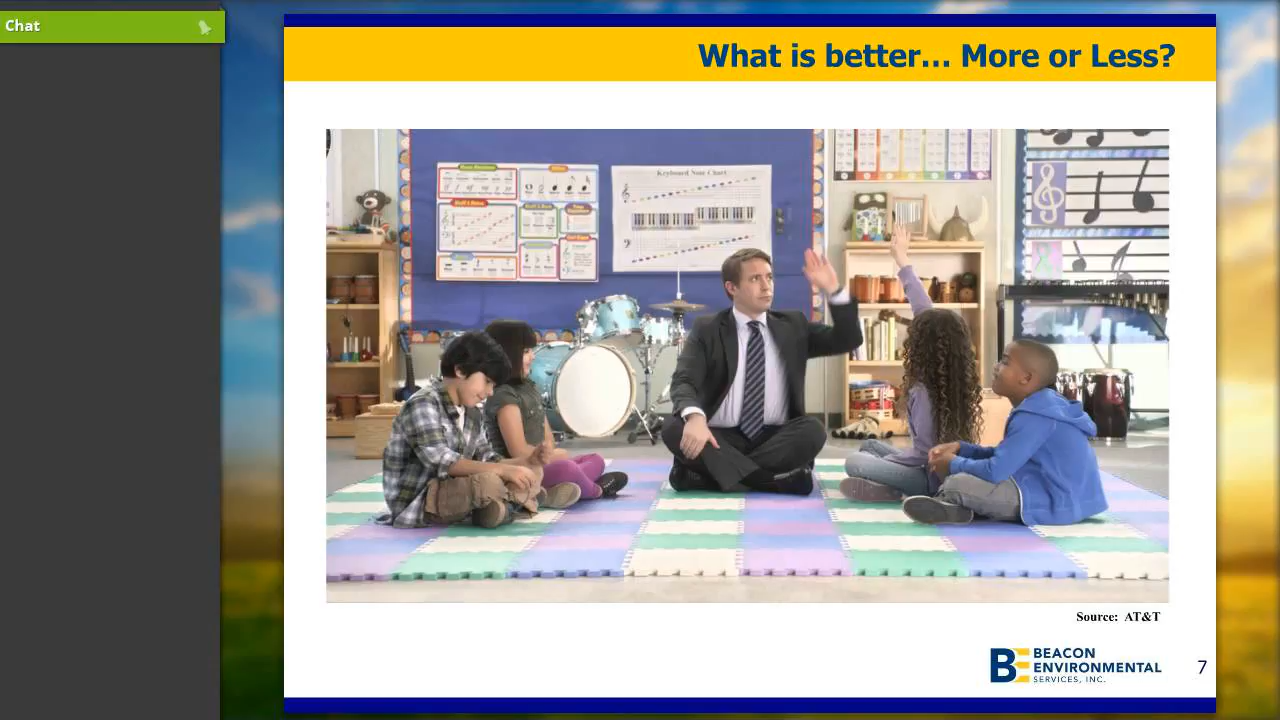 Chat
What is better... More or Less?
Keyboard Note Chart
Source: AT&T
BEACON
ENVIRONMENTAL
SERVICES, INC.
7